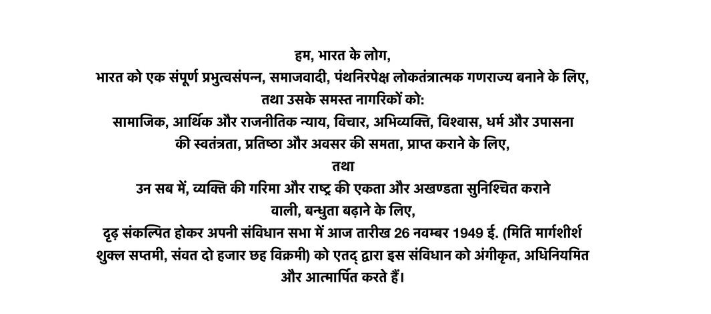 हम, भारत के लोग,
भारत को एक संपूर्ण प्रभुत्वसंपन्न, समाजवादी, पंथनिरपेक्ष लोकतंत्रात्मक गणराज्य बनाने के लिए,
तथा उसके समस्त नागरिकों को:
सामाजिक, आर्थिक और राजनीतिक न्याय, विचार, अभिव्यक्ति, विश्वास, धर्म और उपासना
की स्वतंत्रता, प्रतिष्ठा और अवसर की समता, प्राप्त कराने के लिए,
तथा
उन सब में, व्यक्ति की गरिमा और राष्ट्र की एकता और अखण्डता सुनिश्चित कराने
वाली, बन्धुता बढ़ाने के लिए,
दृढ़ संकल्पित होकर अपनी संविधान सभा में आज तारीख 26 नवम्बर 1949 ई. (मिति मार्गशीर्श
शुक्ल सप्तमी, संवत दो हजार छह विक्रमी) को एतद् द्वारा इस संविधान को अंगीकृत, अधिनियमित
और आत्मार्पित करते हैं।